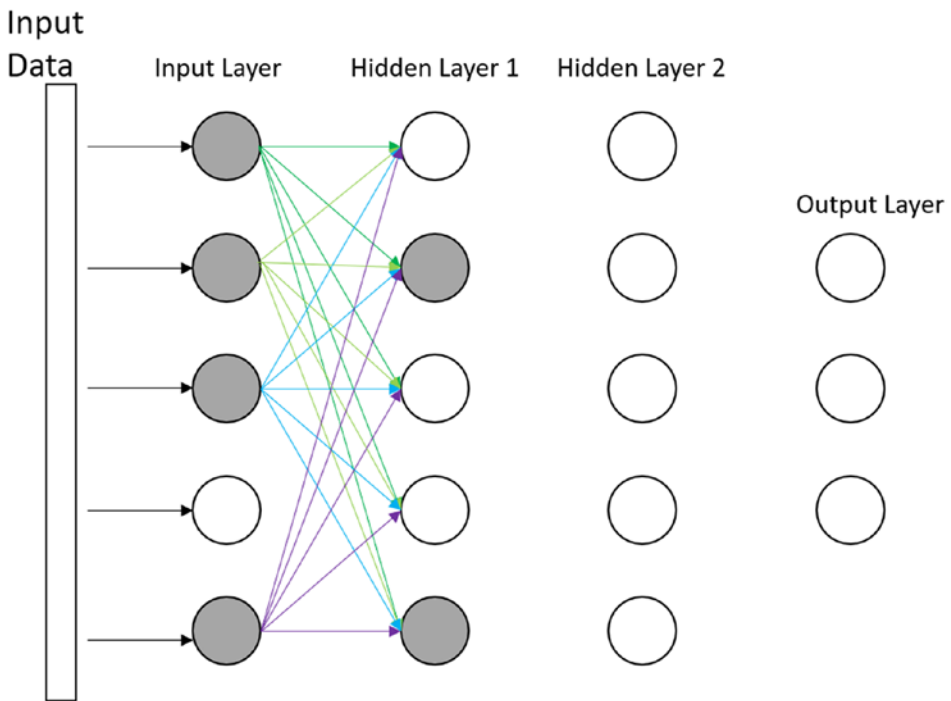 Input
Data
Input Layer
Hidden Layer 1
Hidden Layer 2
Output Layer